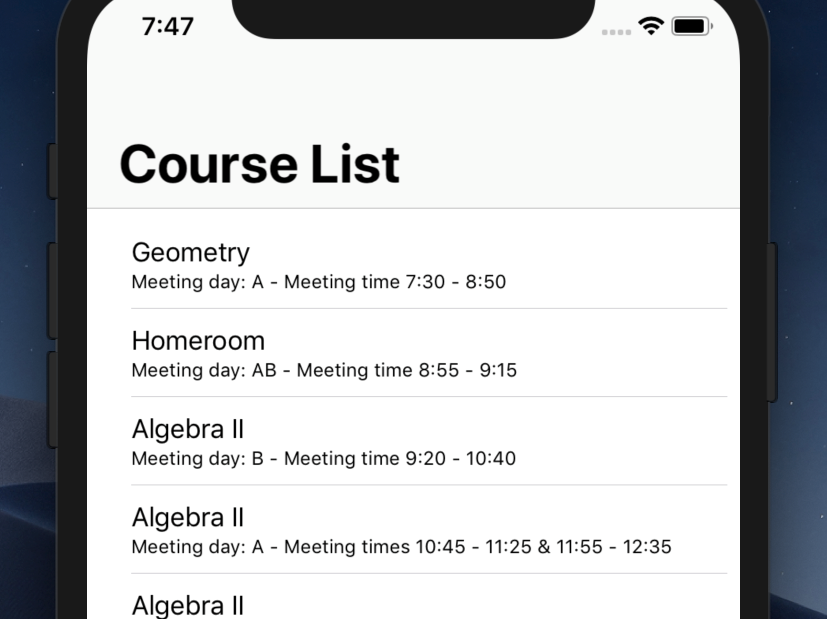 7:47
Course List
Geometry
Meeting day: A - Meeting time 7:30 - 8:50
Homeroom
Meeting day: AB - Meeting time 8:55 - 9:15
Algebra II
Meeting day: B - Meeting time 9:20 - 10:40
Algebra II
Meeting day: A - Meeting times 10:45 - 11:25 & 11:55 - 12:35
Algebra II